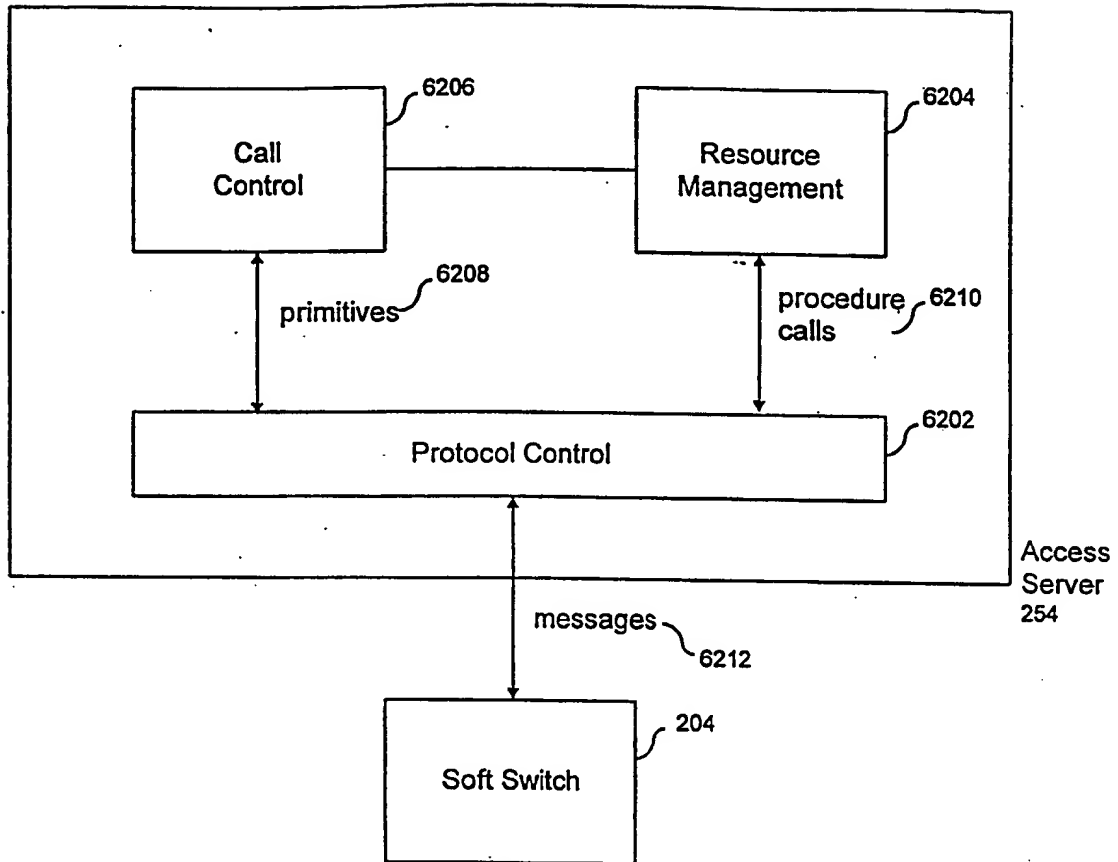 6206
6204
Call
Control
Resource
Management
6208
primitives
procedure
calls
6210
6202
Protocol Control
Access
Server
254
messages
6212
204
Soft Switch